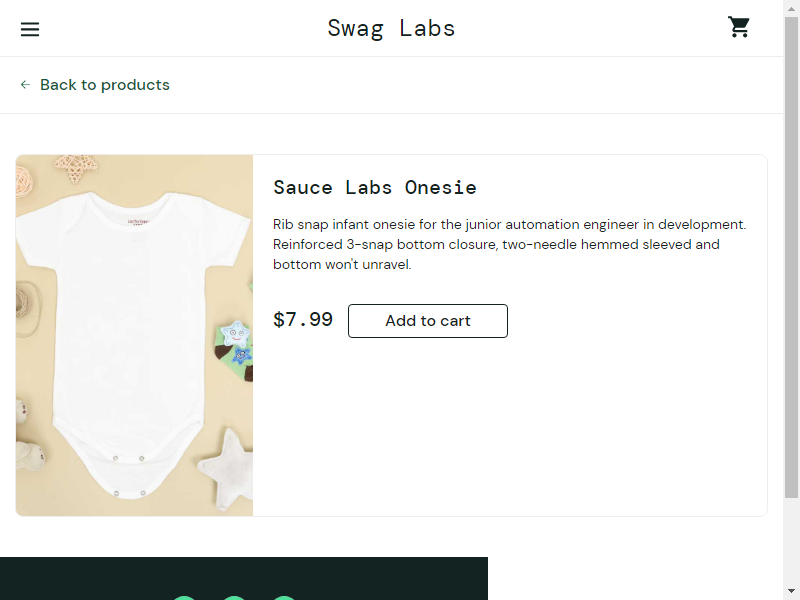 Swag Labs
Back to products
Sauce Labs Onesie
Rib snap infant onesie for the junior automation engineer in development.
Reinforced 3-snap bottom closure, two-needle hemmed sleeved and
bottom won't unravel.
$7.99
Add to cart